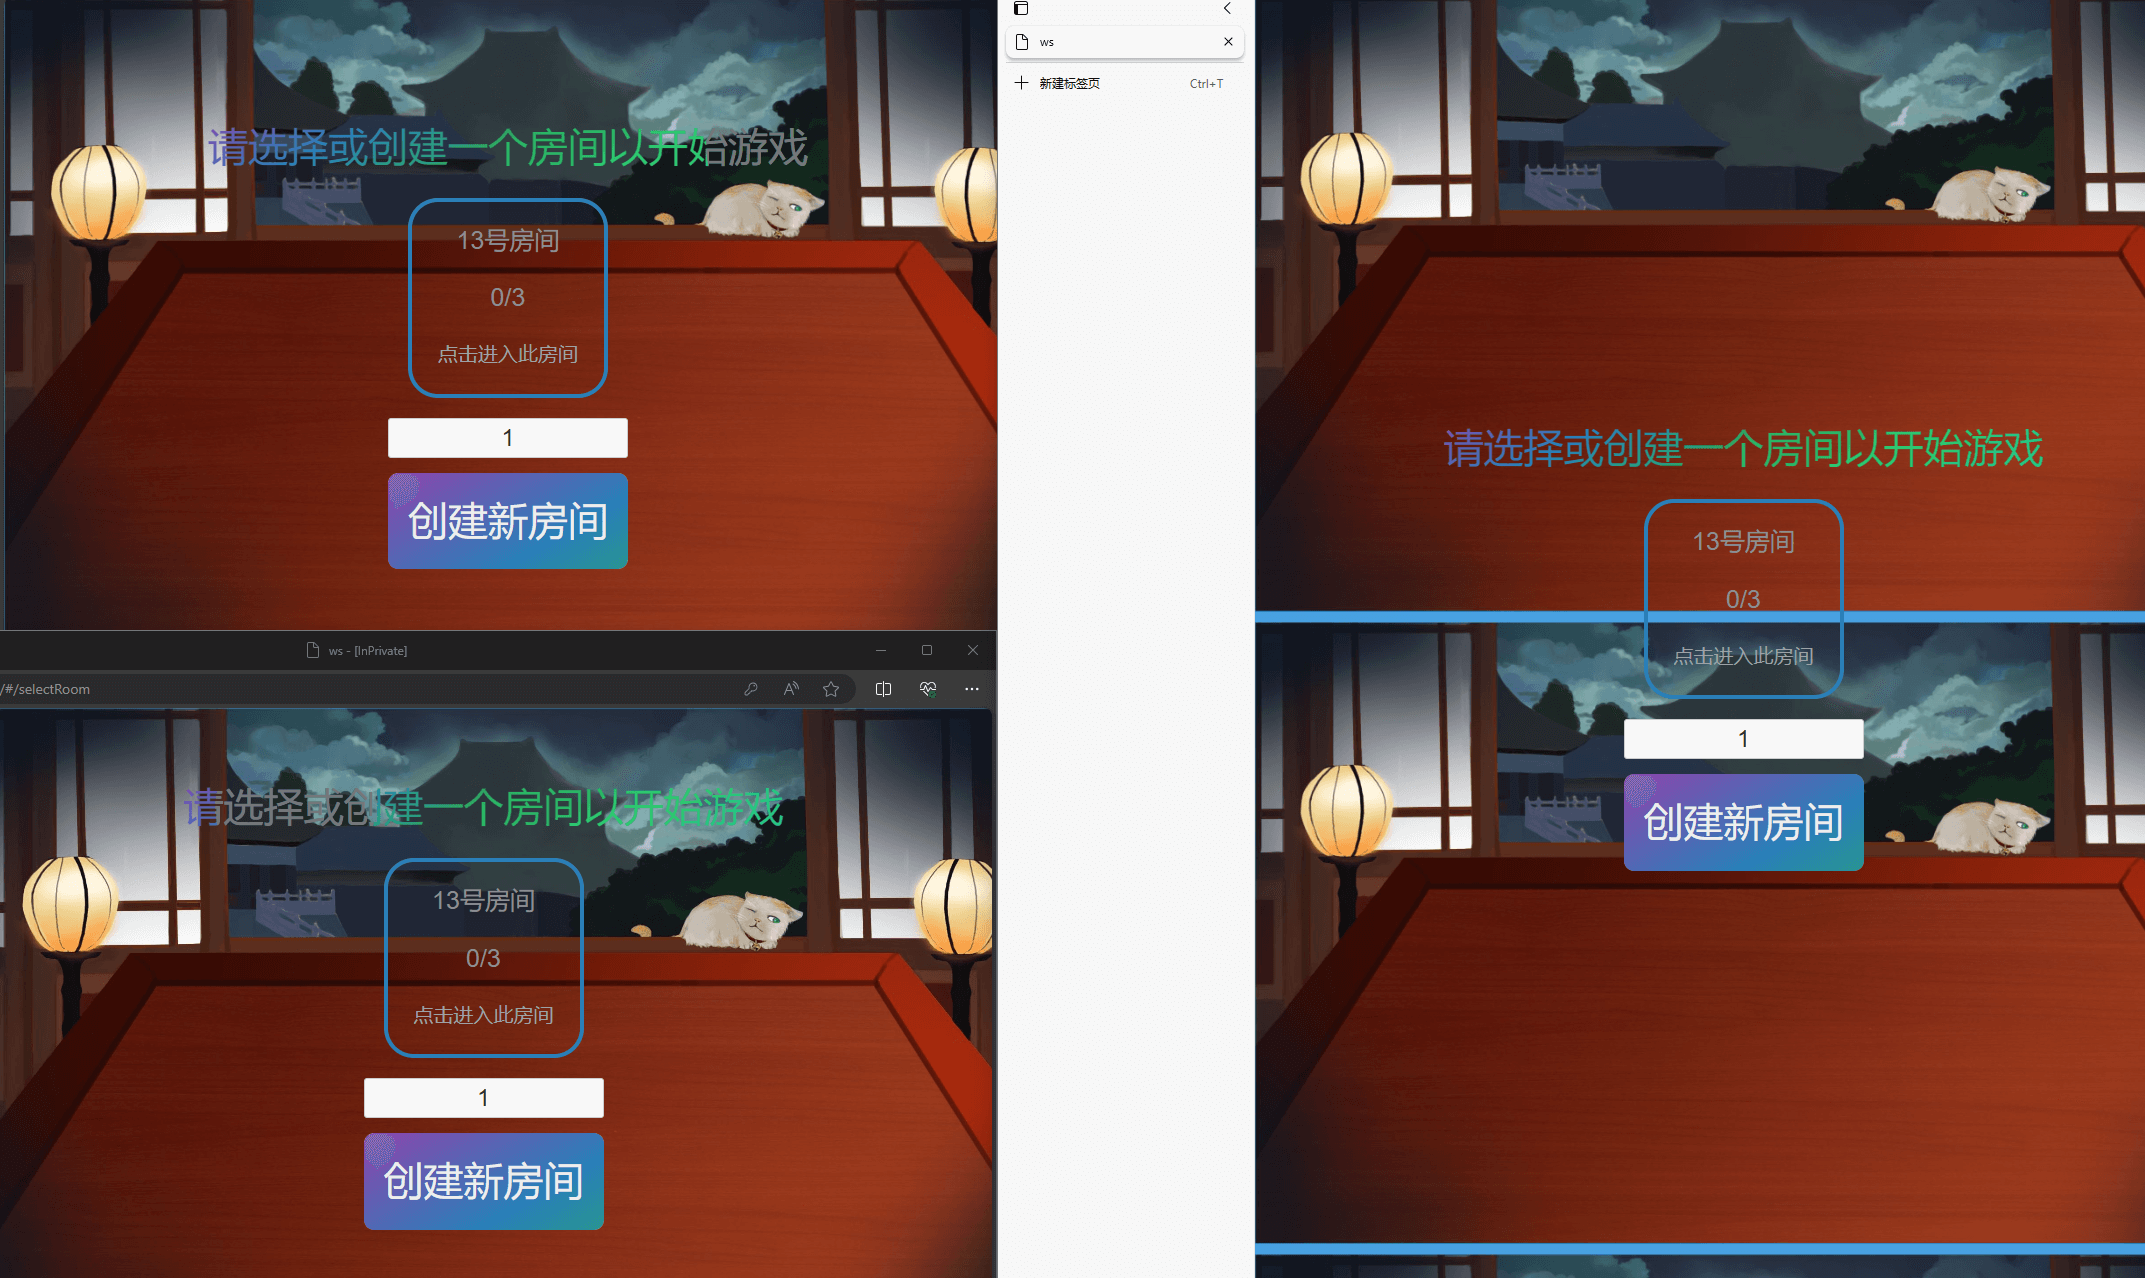 请选择或创建一个房间以开始游戏
13号房间
0/3
点击进入此房间
1
创建新房间
ws - [InPrivate]
/#/selectRoom
请选择或创建一个房间以开始游戏
13号房间
0/3
点击进入此房间
1
创建新房间
ws
新建标签页 Ctrl+T
请选择或创建一个房间以开始游戏
13号房间
0/3
点击进入此房间
1
创建新房间